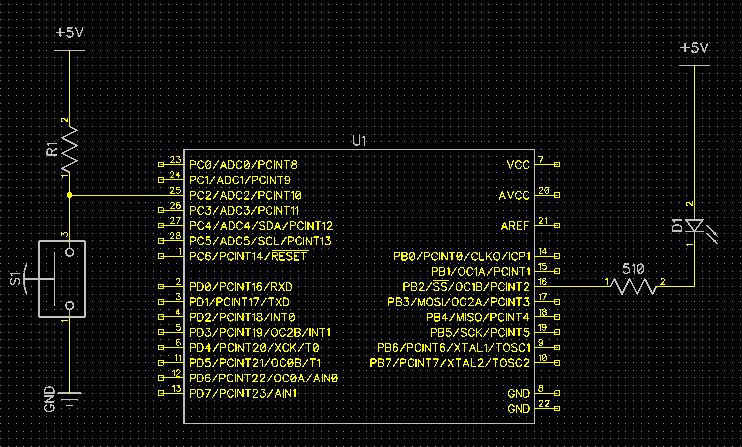 +5V
2
R1
1
3
S1
1
GND
U1
23 PC0/ADC0/PCINT8
24 PC1/ADC1/PCINT9
25 PC2/ADC2/PCINT10
26 PC3/ADC3/PCINT11
27 PC4/ADC4/SDA/PCINT12
28 PC5/ADC5/SCL/PCINT13
1 PC6/PCINT14/RESET
2 PD0/PCINT16/RXD
3 PD1/PCINT17/TXD
4 PD2/PCINT18/INT0
5 PD3/PCINT19/OC2B/INT1
6 PD4/PCINT20/XCK/T0
11 PD5/PCINT21/OC0B/T1
12 PD6/PCINT22/OC0A/AIN0
13 PD7/PCINT23/AIN1
VCC 7
AVCC 20
AREF 21
PB0/PCINT0/CLKO/ICP1 14
PB1/OC1A/PCINT1 15
PB2/SS/OC1B/PCINT2 16
PB3/MOSI/OC2A/PCINT3 17
PB4/MISO/PCINT4 18
PB5/SCK/PCINT5 19
PB6/PCINT6/XTAL1/TOSC1 9
PB7/PCINT7/XTAL2/TOSC2 10
GND 8
GND 22
510
1 2
+5V
2
D1
1